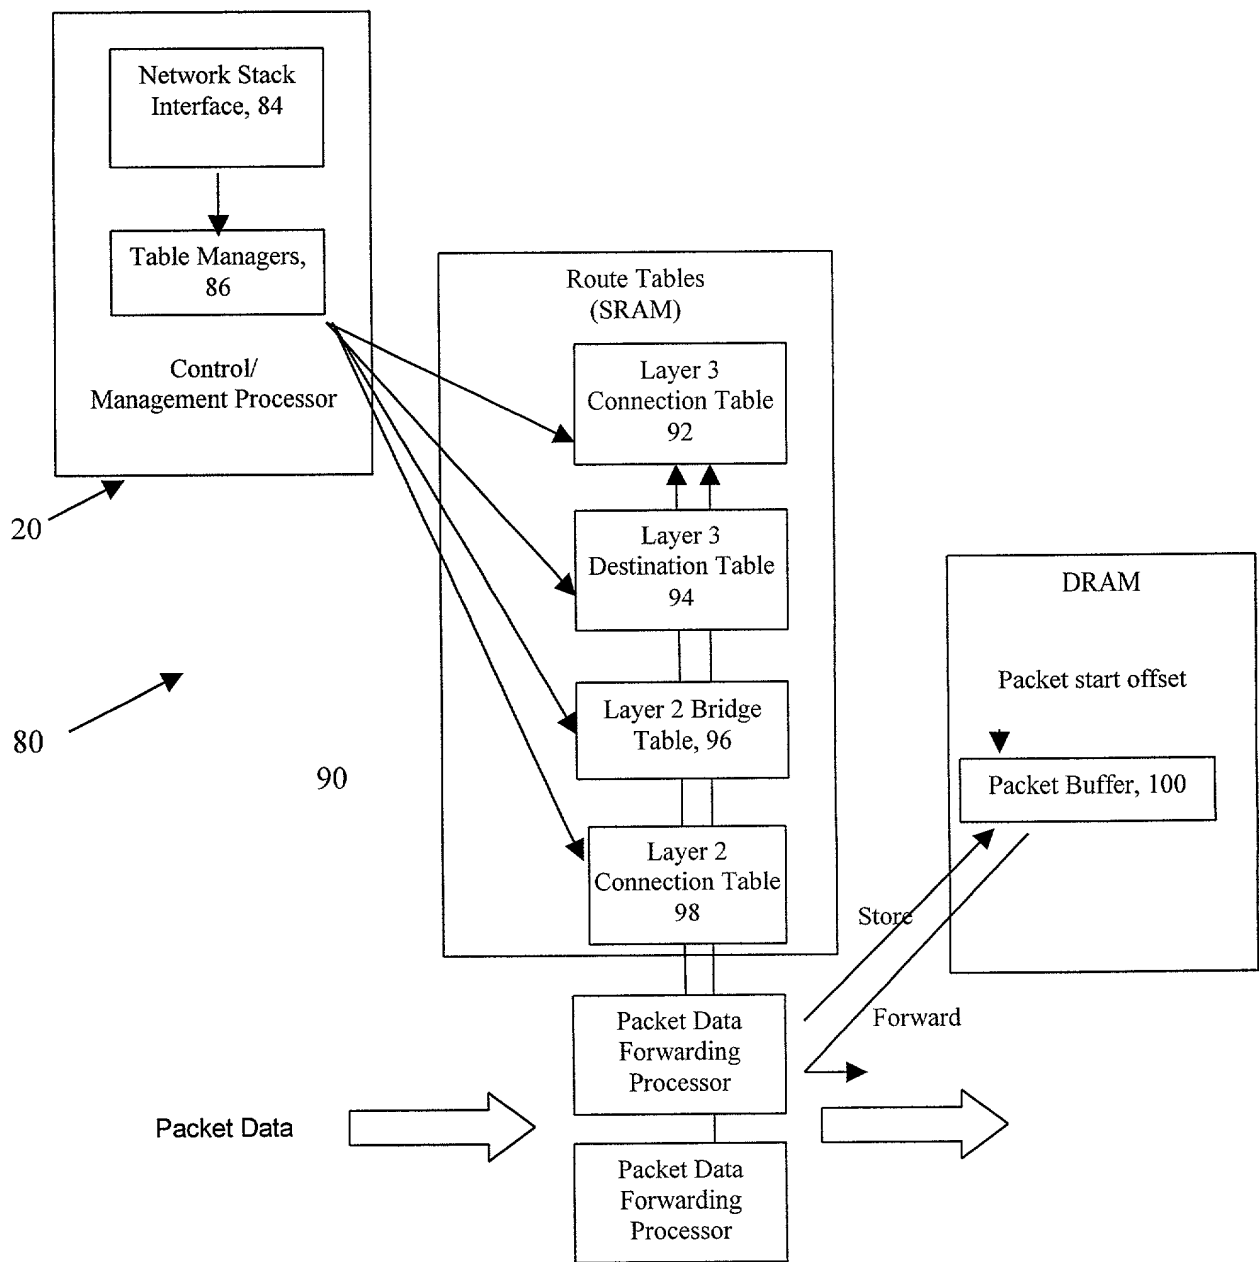 Network Stack
Interface, 84
Table Managers,
86
Control/
Management Processor
20
80
90
Route Tables
(SRAM)
Layer 3
Connection Table
92
Layer 3
Destination Table
94
Layer 2 Bridge
Table, 96
Layer 2
Connection Table
98
DRAM
Packet start offset
Packet Buffer, 100
Store
Forward
Packet Data
Forwarding
Processor
Packet Data
Packet Data
Forwarding
Processor